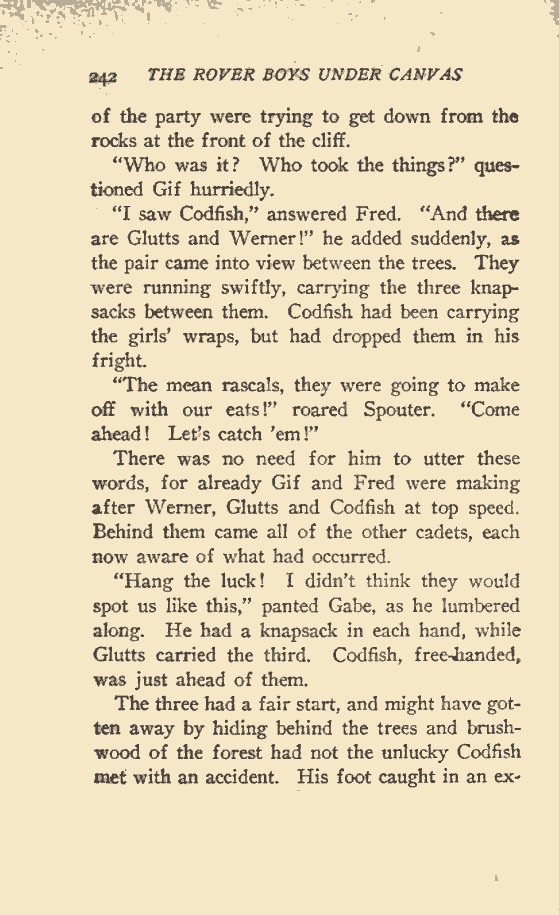 242 THE ROVER BOYS UNDER CANVAS
of the party were trying to get down from the
rocks at the front of the cliff.
“Who was it? Who took the things?” ques-
tioned Gif hurriedly.
“I saw Codfish,” answered Fred. “And there
are Glutts and Werner!” he added suddenly, as
the pair came into view between the trees. They
were running swiftly, carrying the three knap-
sacks between them. Codfish had been carrying
the girls’ wraps, but had dropped them in his
fright.
“The mean rascals, they were going to make
off with our eats!” roared Spouter. “Come
ahead! Let’s catch ’em!”
There was no need for him to utter these
words, for already Gif and Fred were making
after Werner, Glutts and Codfish at top speed.
Behind them came all of the other cadets, each
now aware of what had occurred.
“Hang the luck! I didn’t think they would
spot us like this,” panted Gabe, as he lumbered
along. He had a knapsack in each hand, while
Glutts carried the third. Codfish, free-handed,
was just ahead of them.
The three had a fair start, and might have got-
ten away by hiding behind the trees and brush-
wood of the forest had not the unlucky Codfish
met with an accident. His foot caught in an ex-